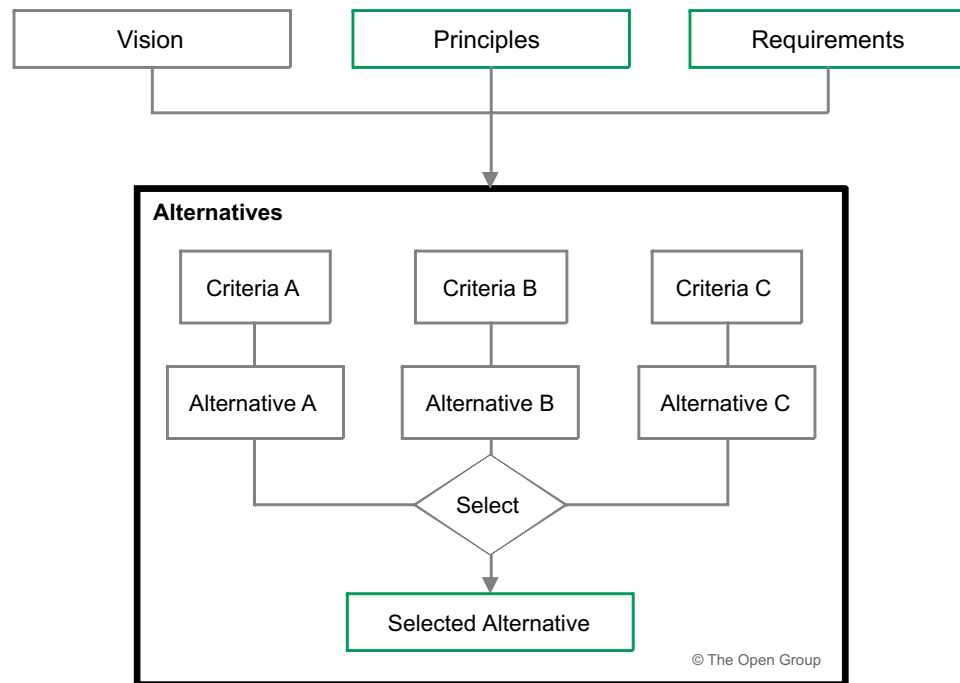 Vision
Principles
Requirements
Alternatives
Criteria A
Criteria B
Criteria C
Alternative A
Alternative B
Alternative C
Select
Selected Alternative
© The Open Group